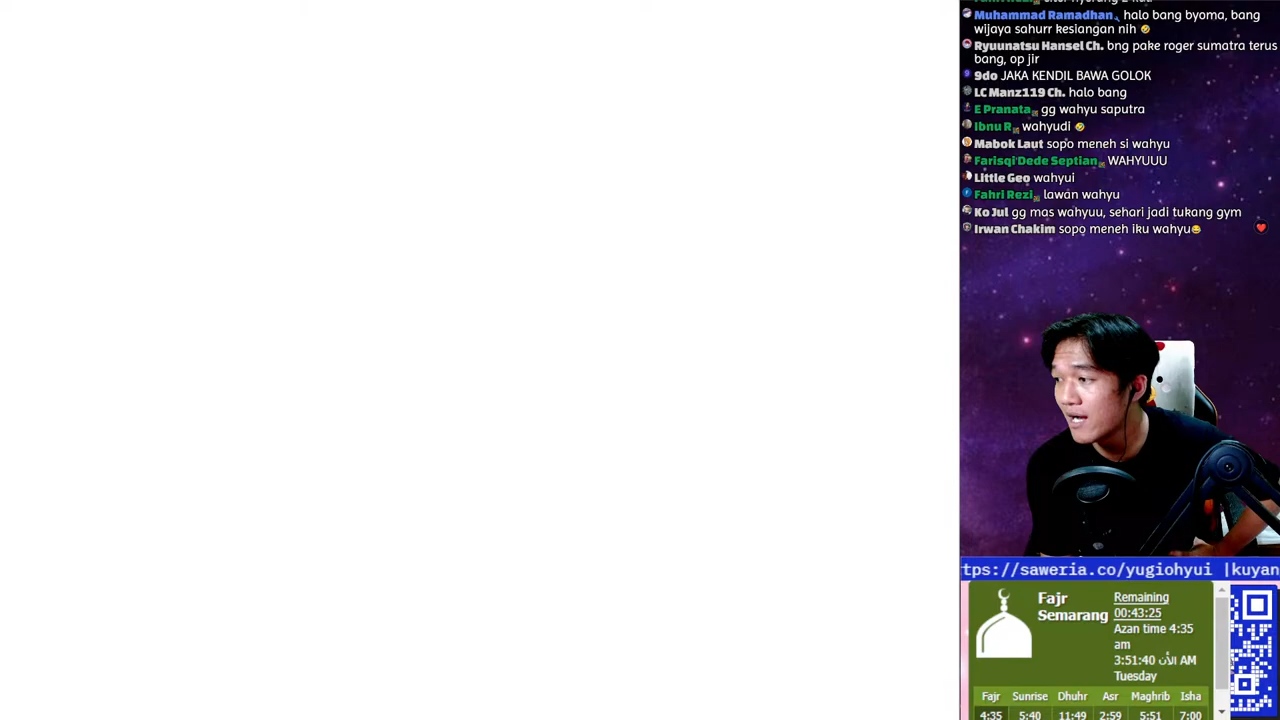 Muhammad Ramadhan halo bang byoma, bang
wijaya sahurr kesiangan nih 🤣
Ryuunatsu Hansel Ch. bng pake roger sumatra terus
bang, op jir
9do JAKA KENDIL BAWA GOLOK
LC Manz119 Ch. halo bang
E Pranata gg wahyu saputra
Ibnu R wahyudi 🤣
Mabok Laut sopo meneh si wahyu
Farisqi'Dede Septian WAHYUUU
Little Geo wahyui
Fahri Rezi lawan wahyu
Ko Jul gg mas wahyuu, sehari jadi tukang gym
Irwan Chakim sopo meneh iku wahyu😂
tps://saweria.co/yugiohyui |kuyan
Fajr
Semarang
Remaining
00:43:25
Azan time 4:35
am
3:51:40 الآن AM
Tuesday
Fajr Sunrise Dhuhr Asr Maghrib Isha
4:35 5:40 11:49 2:59 5:51 7:00